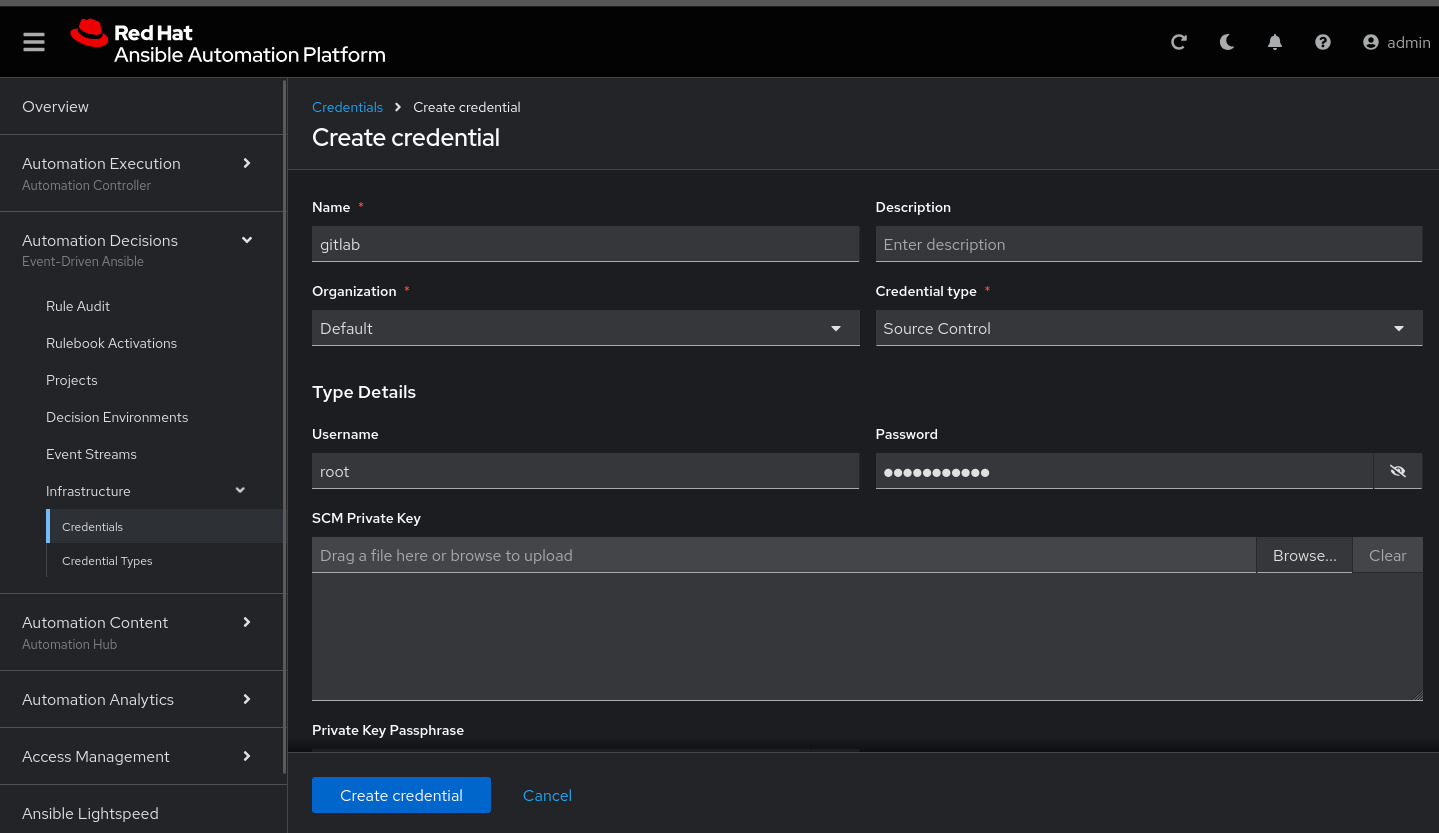 Red Hat
Ansible Automation Platform
admin
Overview
Automation Execution
Automation Controller
Automation Decisions
Event-Driven Ansible
Rule Audit
Rulebook Activations
Projects
Decision Environments
Event Streams
Infrastructure
Credentials
Credential Types
Automation Content
Automation Hub
Automation Analytics
Access Management
Ansible Lightspeed
Credentials > Create credential
Create credential
Name *
gitlab
Description
Enter description
Organization *
Default
Credential type *
Source Control
Type Details
Username
root
Password
●●●●●●●●●●●
SCM Private Key
Drag a file here or browse to upload
Browse...
Clear
Private Key Passphrase
Create credential
Cancel